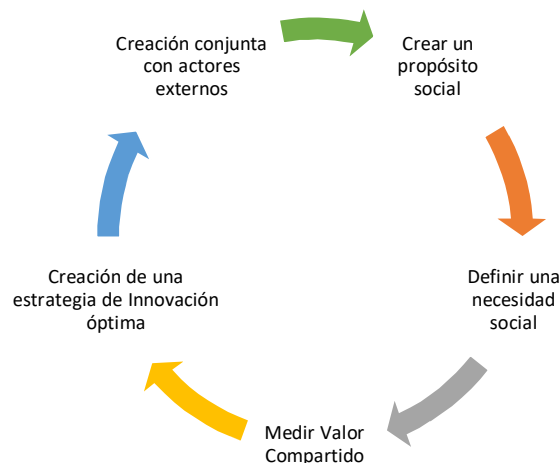 Creación conjunta
con actores
externos
Crear un
propósito
social
Definir una
necesidad
social
Medir Valor
Compartido
Creación de una
estrategia de Innovación
óptima